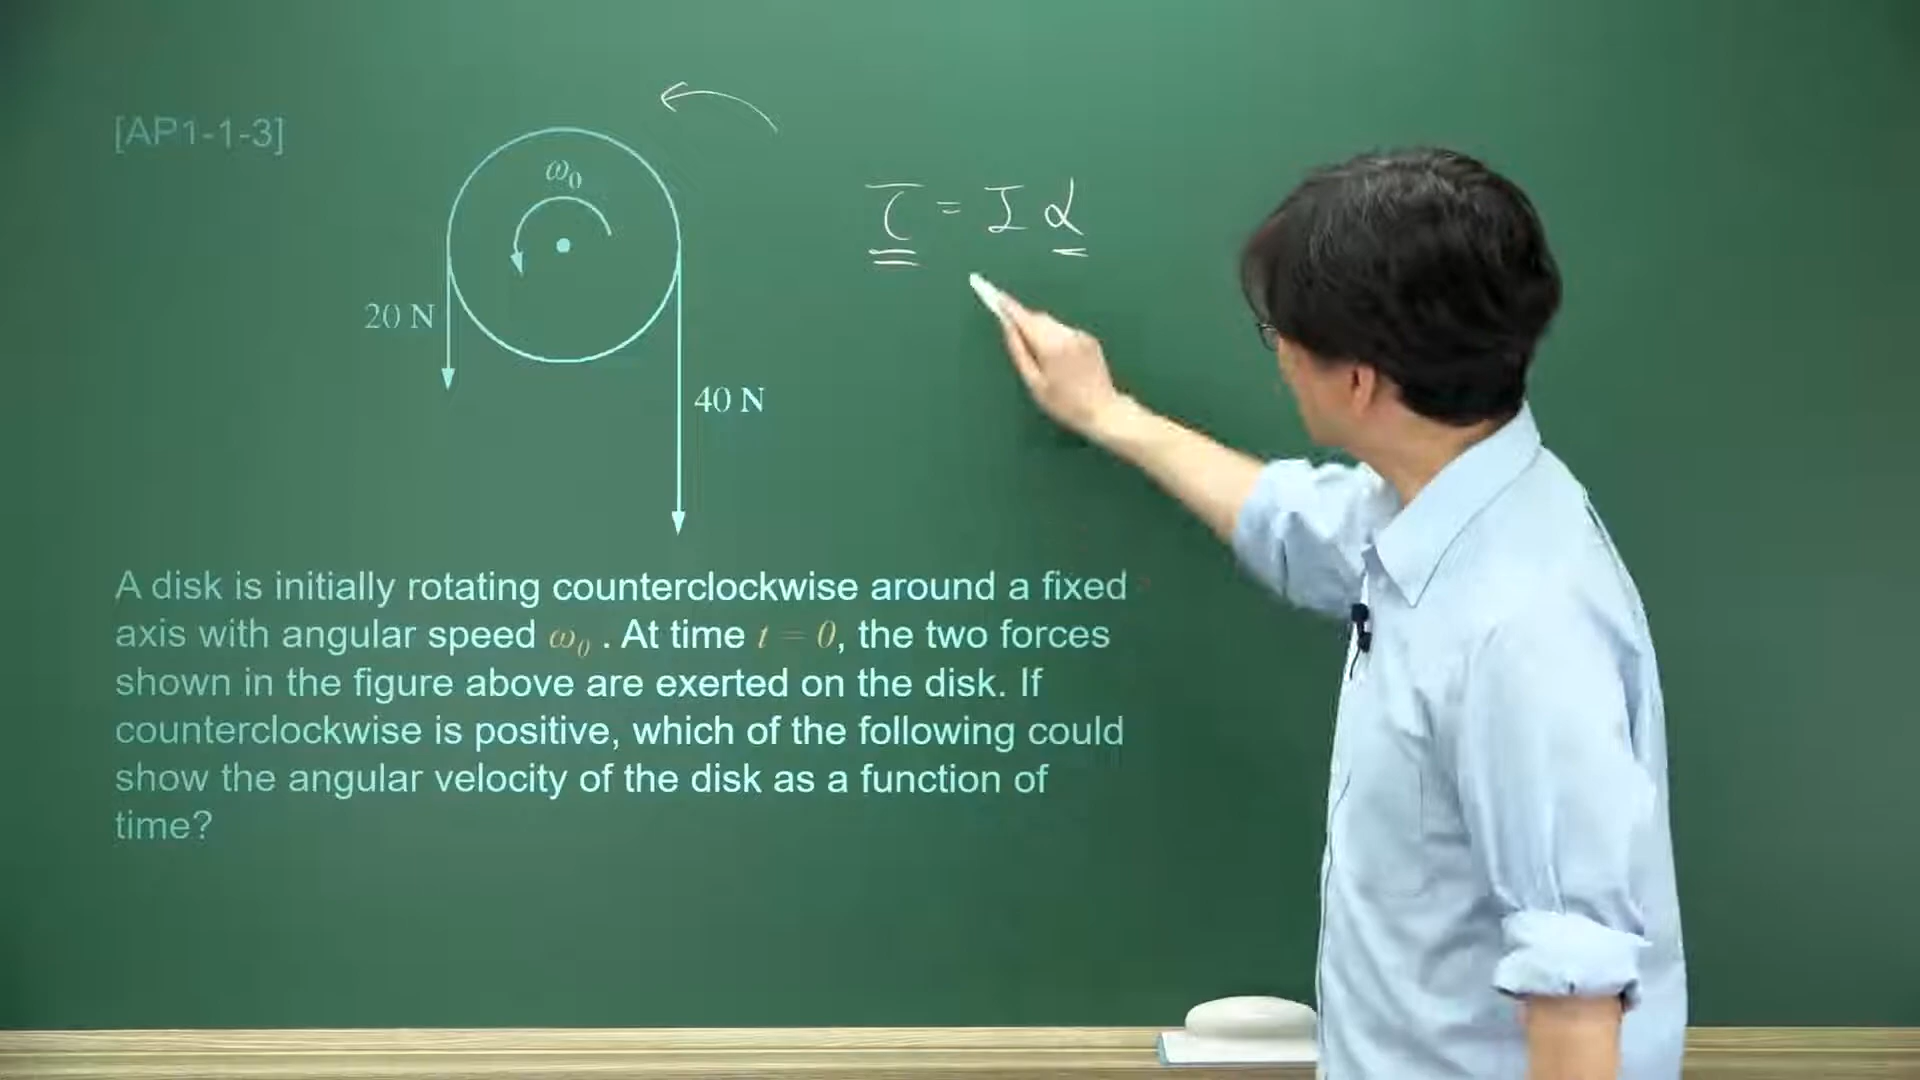 [AP1-1-3]
ω₀
τ = I α
20 N
40 N
A disk is initially rotating counterclockwise around a fixed
axis with angular speed ω₀ . At time t = 0, the two forces
shown in the figure above are exerted on the disk. If
counterclockwise is positive, which of the following could
show the angular velocity of the disk as a function of
time?